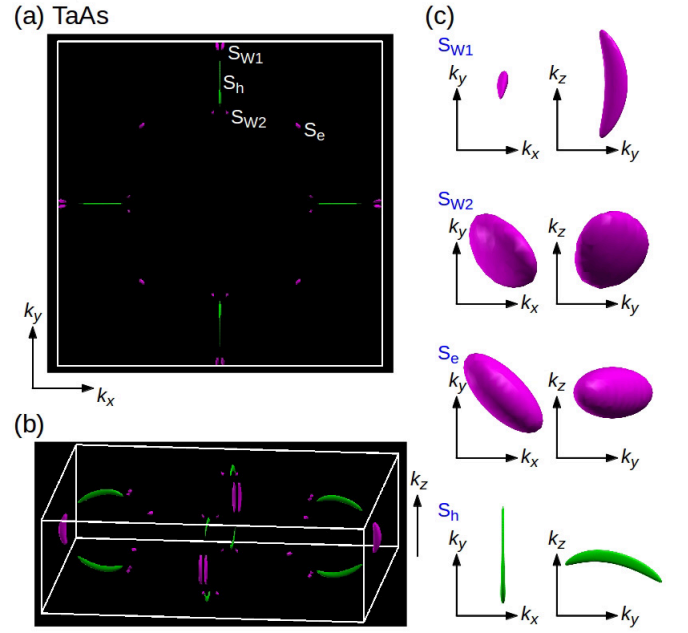 (a) TaAs
S_W1
S_h
S_W2
S_e
k_y
k_x
(b)
k_z
(c)
S_W1
k_y
k_x
k_z
k_y
S_W2
k_y
k_x
k_z
k_y
S_e
k_y
k_x
k_z
k_y
S_h
k_y
k_x
k_z
k_y